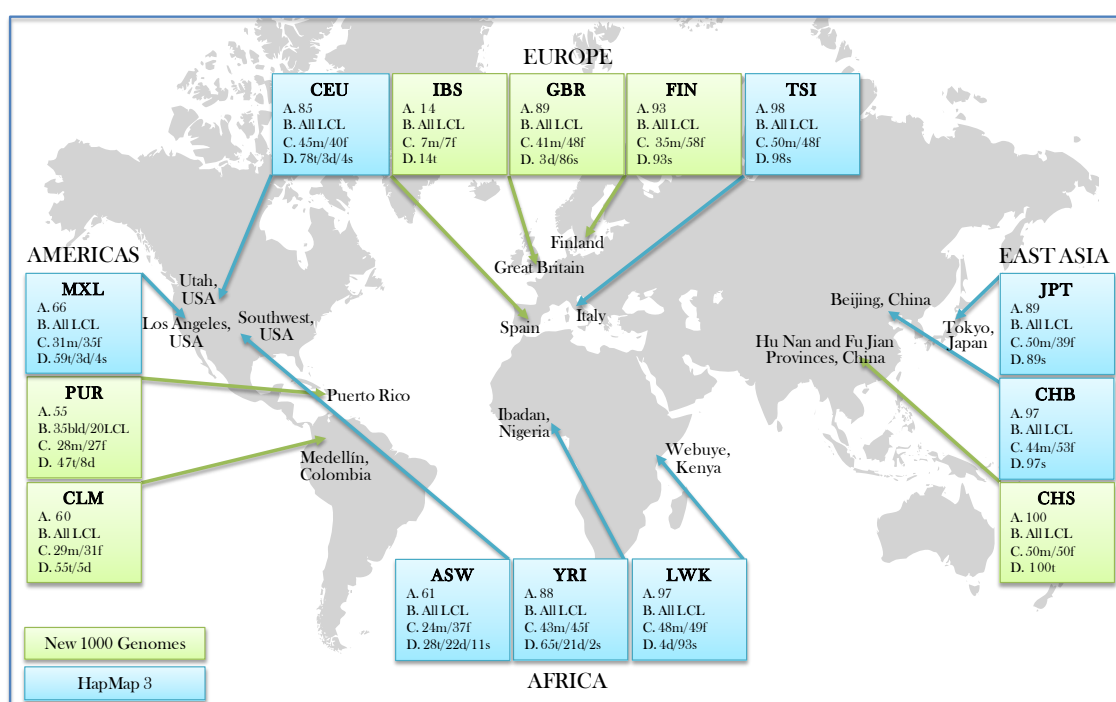 EUROPE
CEU
A. 85
B. All LCL
C. 45m/40f
D. 78t/3d/4s
IBS
A. 14
B. All LCL
C. 7m/7f
D. 14t
GBR
A. 89
B. All LCL
C. 41m/48f
D. 3d/86s
FIN
A. 93
B. All LCL
C. 35m/58f
D. 93s
TSI
A. 98
B. All LCL
C. 50m/48f
D. 98s
AMERICAS
MXL
A. 66
B. All LCL
C. 31m/35f
D. 59t/3d/4s
PUR
A. 55
B. 35bld/20LCL
C. 28m/27f
D. 47t/8d
CLM
A. 60
B. All LCL
C. 29m/31f
D. 55t/5d
Utah,
USA
Los Angeles,
USA
Southwest,
USA
Puerto Rico
Medellín,
Colombia
Finland
Great Britain
Spain
Italy
Ibadan,
Nigeria
Webuye,
Kenya
Beijing, China
Hu Nan and Fu Jian
Provinces, China
Tokyo,
Japan
EAST ASIA
JPT
A. 89
B. All LCL
C. 50m/39f
D. 89s
CHB
A. 97
B. All LCL
C. 44m/53f
D. 97s
CHS
A. 100
B. All LCL
C. 50m/50f
D. 100t
ASW
A. 61
B. All LCL
C. 24m/37f
D. 28t/22d/11s
YRI
A. 88
B. All LCL
C. 43m/45f
D. 65t/21d/2s
LWK
A. 97
B. All LCL
C. 48m/49f
D. 4d/93s
AFRICA
New 1000 Genomes
HapMap 3